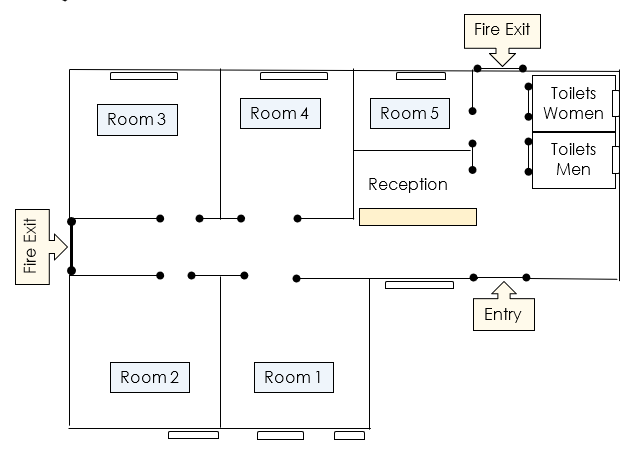 Fire Exit
Room 3
Room 4
Room 5
Toilets
Women
Toilets
Men
Reception
Fire Exit
Entry
Room 2
Room 1